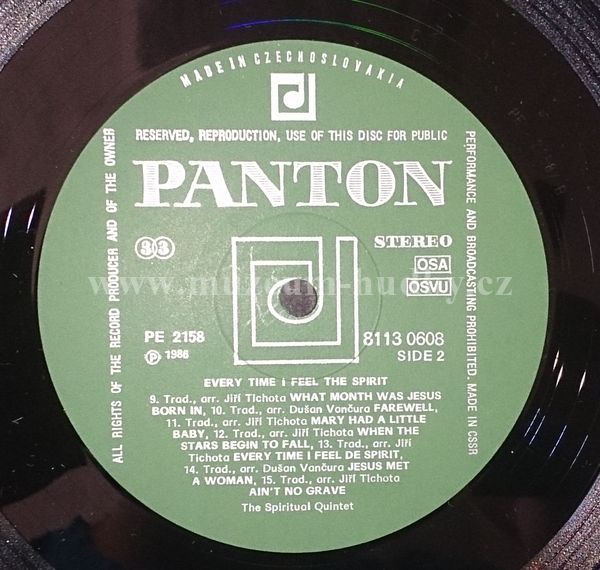 MADE IN CZECHOSLOVAKIA
RESERVED, REPRODUCTION, USE OF THIS DISC FOR PUBLIC
PERFORMANCE AND BROADCASTING PROHIBITED. MADE IN CSSR
ALL RIGHTS OF THE RECORD PRODUCER AND OF THE OWNER
PANTON
33 STEREO
OSA
OSVU
www.muzeum-hudby.cz
PE 2158 8113 0608
Ⓟ 1986 SIDE 2
EVERY TIME I FEEL THE SPIRIT
9. Trad., arr. Jiří Tichota WHAT MONTH WAS JESUS
BORN IN, 10. Trad., arr. Dušan Vančura FAREWELL,
11. Trad., arr. Jiří Tichota MARY HAD A LITTLE
BABY, 12. Trad., arr. Jiří Tichota WHEN THE
STARS BEGIN TO FALL, 13. Trad., arr. Jiří
Tichota EVERY TIME I FEEL DE SPIRIT,
14. Trad., arr. Dušan Vančura JESUS MET
A WOMAN, 15. Trad., arr. Jiří Tichota
AIN'T NO GRAVE
The Spiritual Quintet